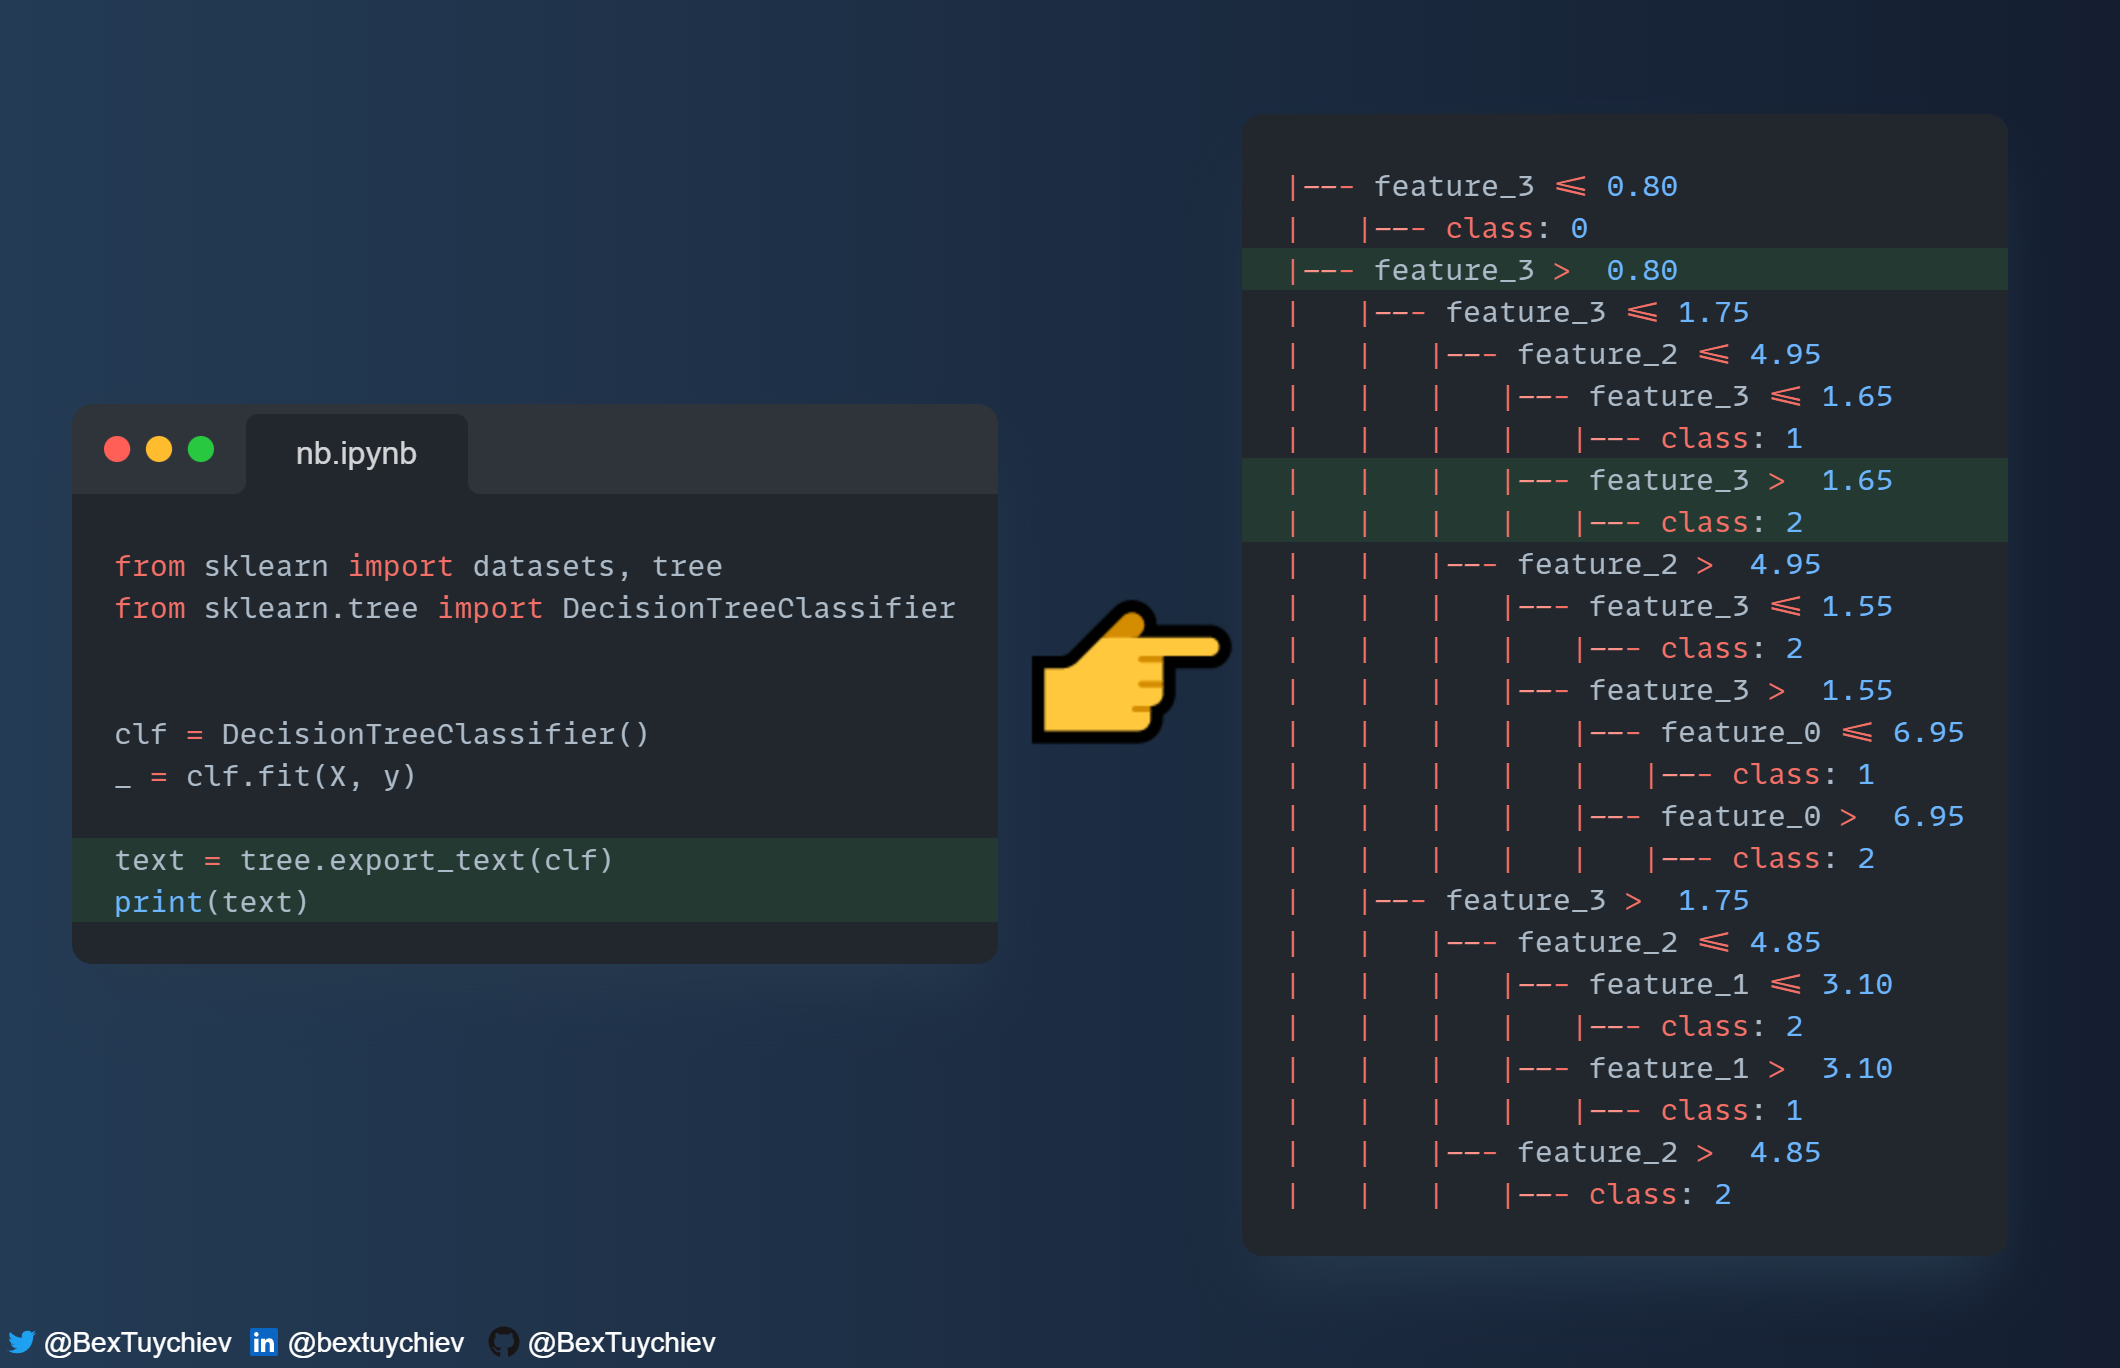 nb.ipynb
from sklearn import datasets, tree
from sklearn.tree import DecisionTreeClassifier
clf = DecisionTreeClassifier()
_ = clf.fit(X, y)
text = tree.export_text(clf)
print(text)
|--- feature_3 <= 0.80
|   |--- class: 0
|--- feature_3 >  0.80
|   |--- feature_3 <= 1.75
|   |   |--- feature_2 <= 4.95
|   |   |   |--- feature_3 <= 1.65
|   |   |   |   |--- class: 1
|   |   |   |--- feature_3 >  1.65
|   |   |   |   |--- class: 2
|   |   |--- feature_2 >  4.95
|   |   |   |--- feature_3 <= 1.55
|   |   |   |   |--- class: 2
|   |   |   |--- feature_3 >  1.55
|   |   |   |   |--- feature_0 <= 6.95
|   |   |   |   |   |--- class: 1
|   |   |   |   |--- feature_0 >  6.95
|   |   |   |   |   |--- class: 2
|   |--- feature_3 >  1.75
|   |   |--- feature_2 <= 4.85
|   |   |   |--- feature_1 <= 3.10
|   |   |   |   |--- class: 2
|   |   |   |--- feature_1 >  3.10
|   |   |   |   |--- class: 1
|   |   |--- feature_2 >  4.85
|   |   |   |--- class: 2
@BexTuychiev in @bextuychiev @BexTuychiev